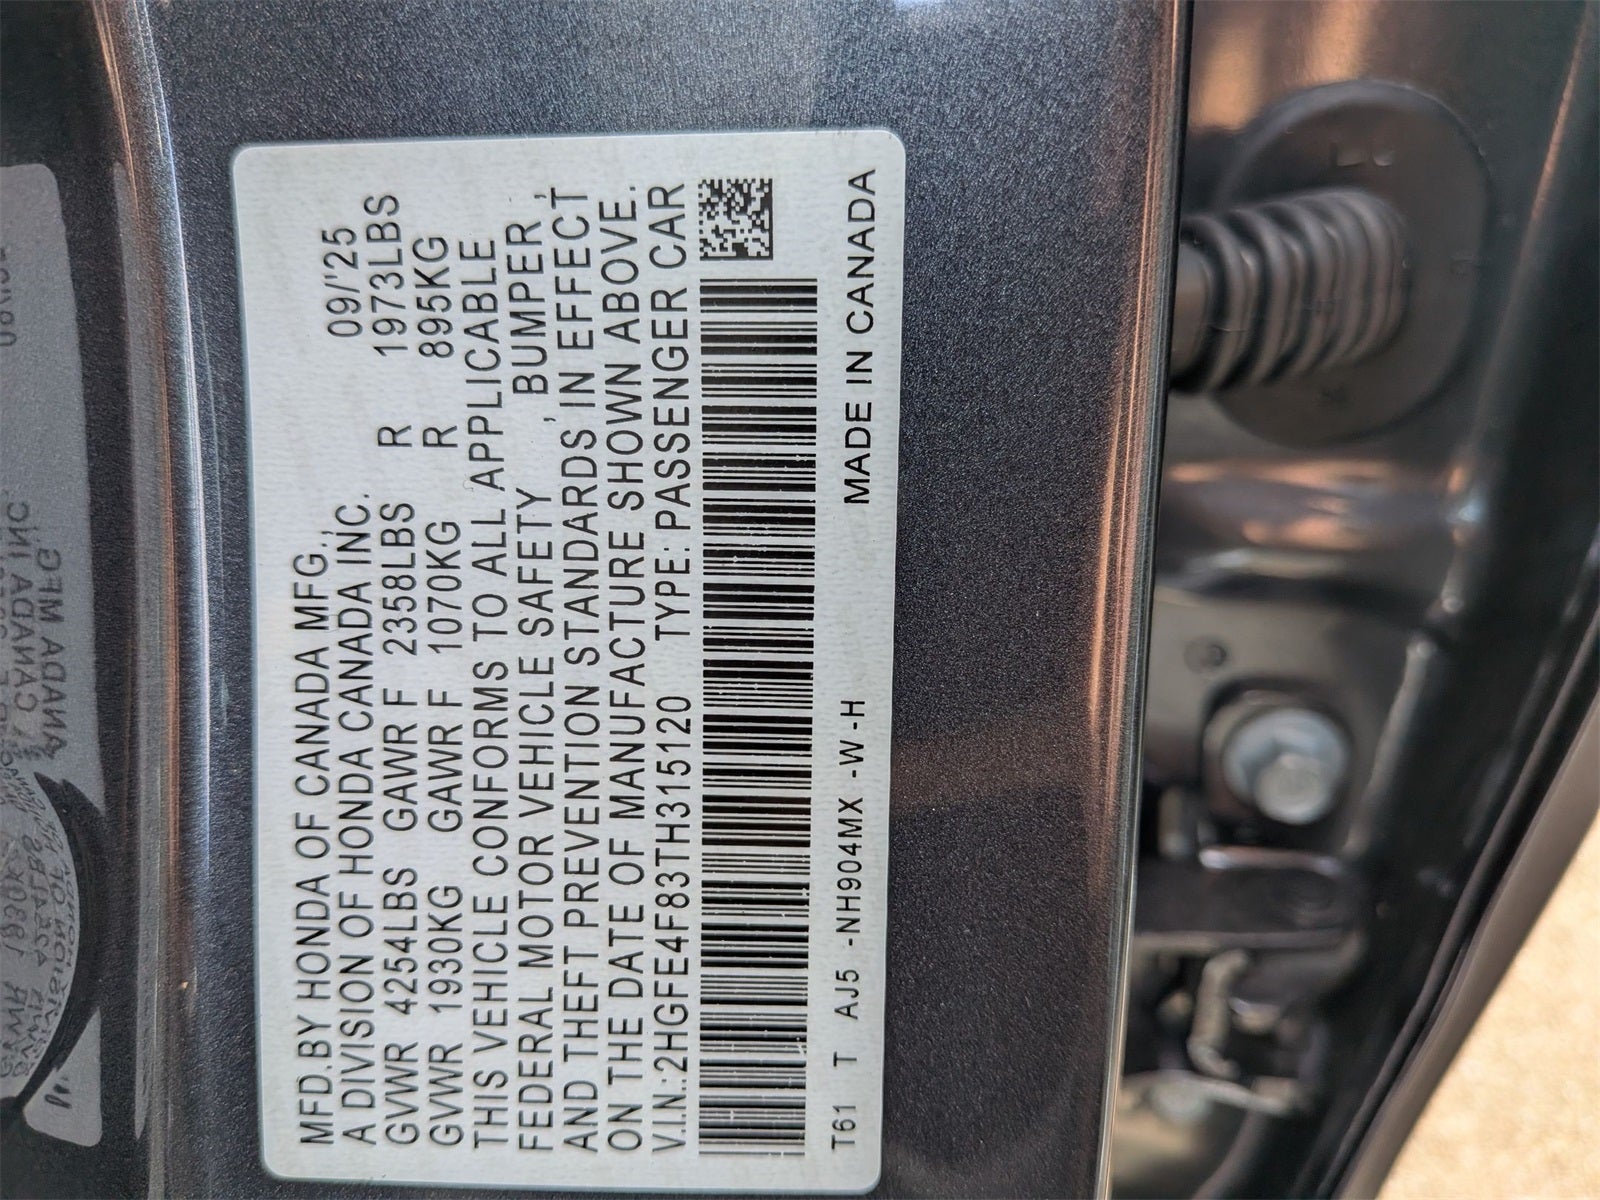 MFD.BY HONDA OF CANADA MFG.,
A DIVISION OF HONDA CANADA INC. 09/'25
GVWR 4254LBS GAWR F 2358LBS R 1973LBS
GVWR 1930KG GAWR F 1070KG R 895KG
THIS VEHICLE CONFORMS TO ALL APPLICABLE
FEDERAL MOTOR VEHICLE SAFETY, BUMPER,
AND THEFT PREVENTION STANDARDS IN EFFECT
ON THE DATE OF MANUFACTURE SHOWN ABOVE.
V.I.N.:2HGFE4F83TH315120 TYPE: PASSENGER CAR
T61 T AJ5 -NH904MX -W -H MADE IN CANADA